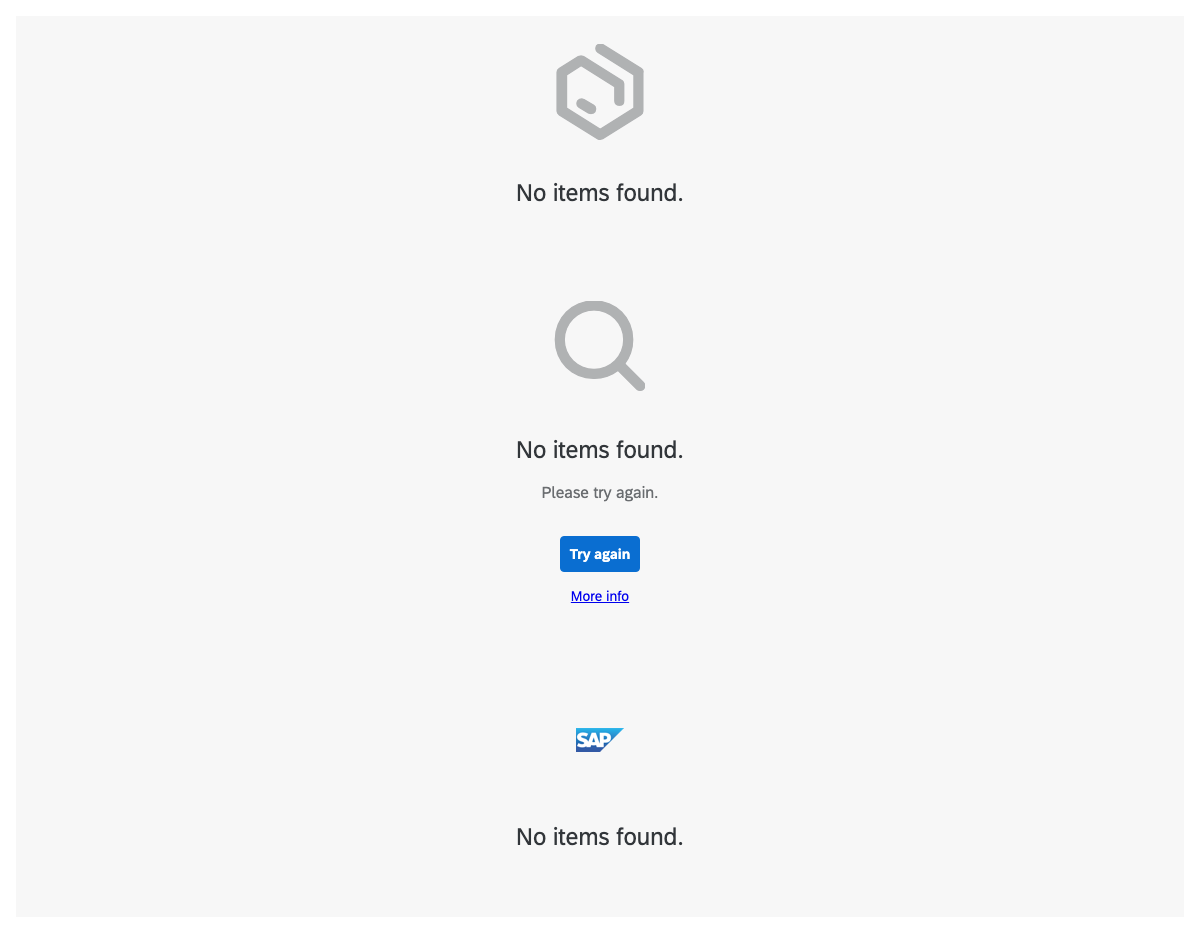 No items found.
No items found.
Please try again.
Try again
More info
SAP
No items found.